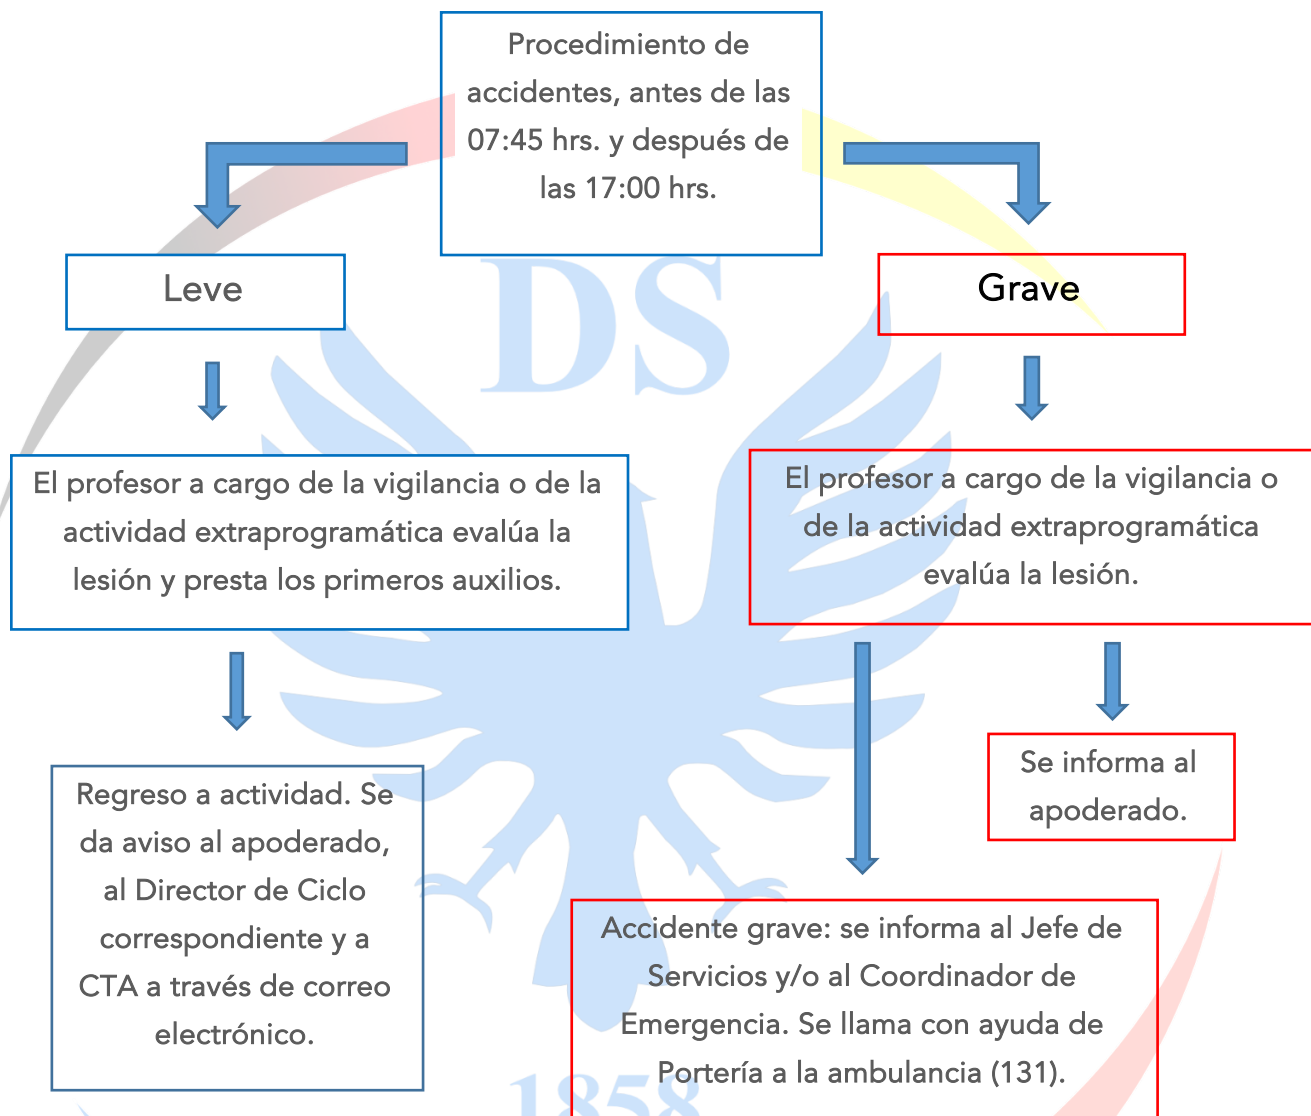 Procedimiento de
accidentes, antes de las
07:45 hrs. y después de
las 17:00 hrs.
DS
Leve
Grave
El profesor a cargo de la vigilancia o de la
actividad extraprogramática evalúa la
lesión y presta los primeros auxilios.
El profesor a cargo de la vigilancia o
de la actividad extraprogramática
evalúa la lesión.
Regreso a actividad. Se
da aviso al apoderado,
al Director de Ciclo
correspondiente y a
CTA a través de correo
electrónico.
Se informa al
apoderado.
Accidente grave: se informa al Jefe de
Servicios y/o al Coordinador de
Emergencia. Se llama con ayuda de
Portería a la ambulancia (131).
1858